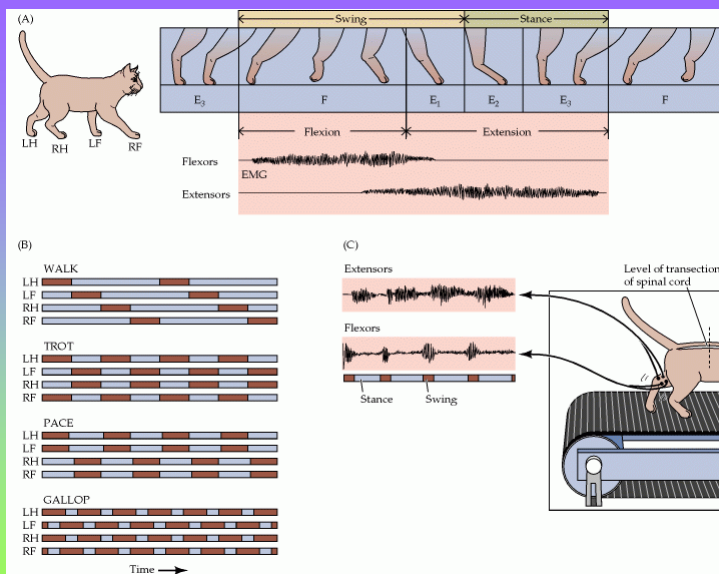 (A)
Swing
Stance
LH
RH
LF
RF
E3
F
E1
E2
E3
F
Flexion
Extension
Flexors
EMG
Extensors
(B)
WALK
LH
LF
RH
RF
TROT
LH
LF
RH
RF
PACE
LH
LF
RH
RF
GALLOP
LH
LF
RH
RF
Time
(C)
Extensors
Flexors
Stance
Swing
Level of transection
of spinal cord